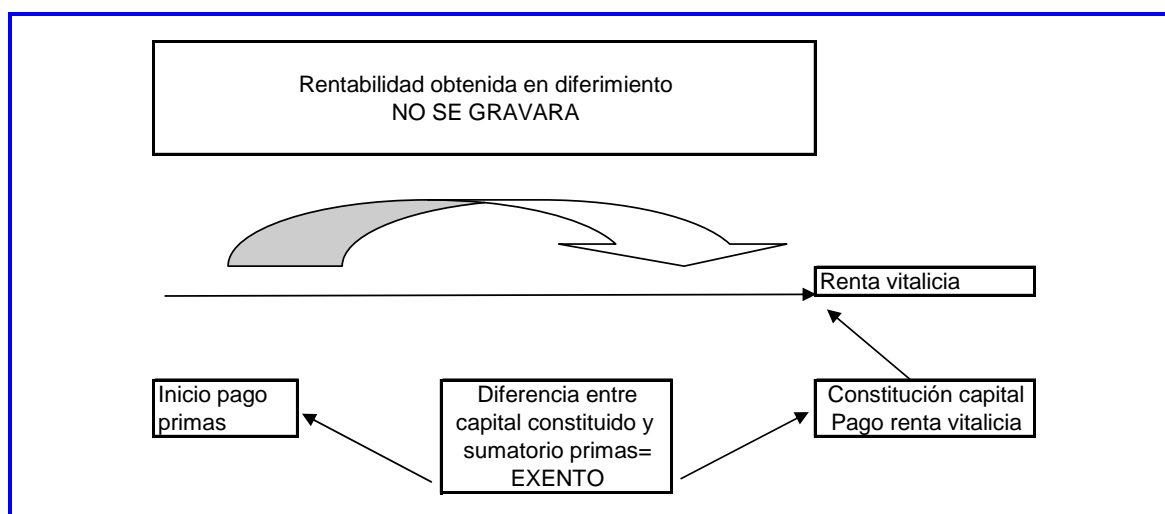 Rentabilidad obtenida en diferimiento
NO SE GRAVARA
Renta vitalicia
Inicio pago
primas
Diferencia entre
capital constituido y
sumatorio primas=
EXENTO
Constitución capital
Pago renta vitalicia